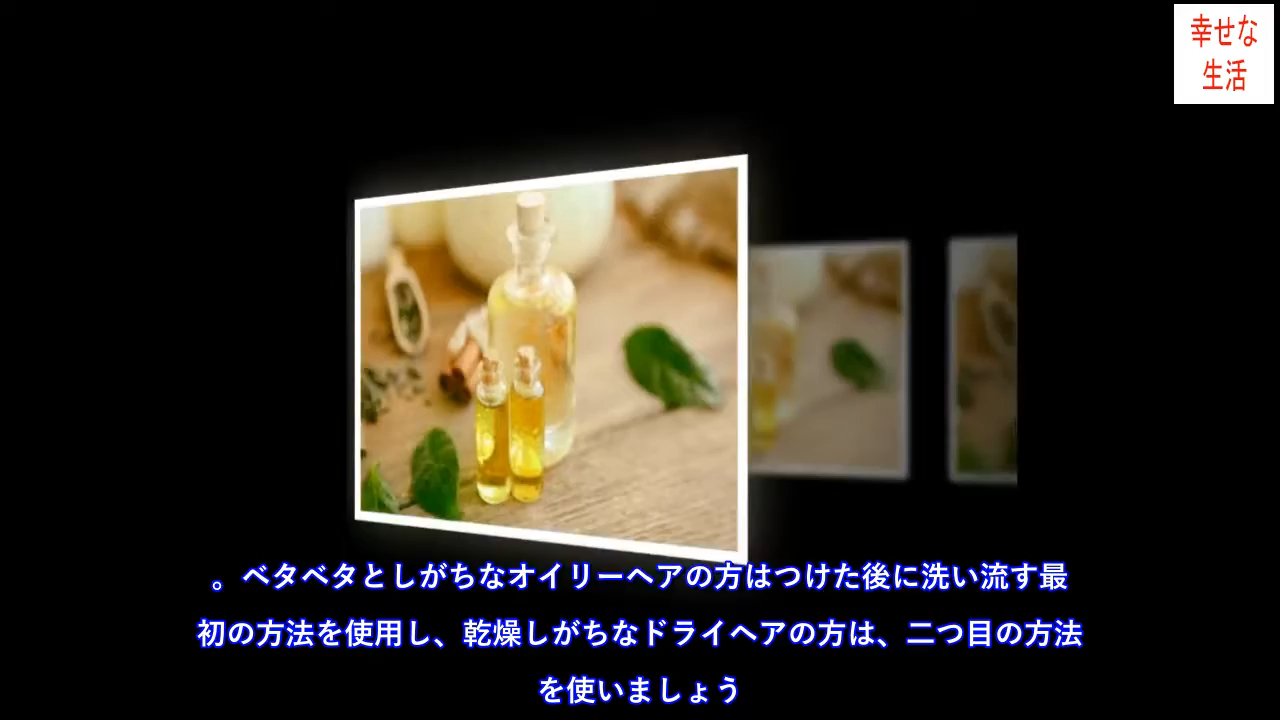 幸せな
生活
。ベタベタとしがちなオイリーヘアの方はつけた後に洗い流す最
初の方法を使用し、乾燥しがちなドライヘアの方は、二つ目の方法
を使いましょう